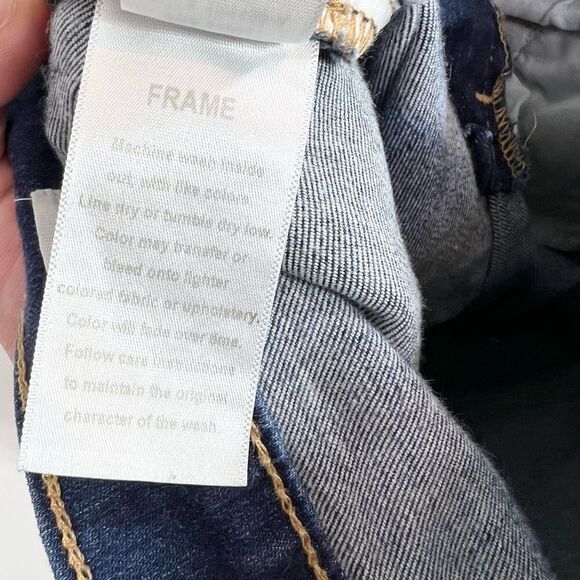 FRAME
Machine wash inside
out, with like colors.
Line dry or tumble dry low.
Color may transfer or
bleed onto lighter
colored fabric or upholstery.
Color will fade over time.
Follow care instructions
to maintain the original
character of the wash.